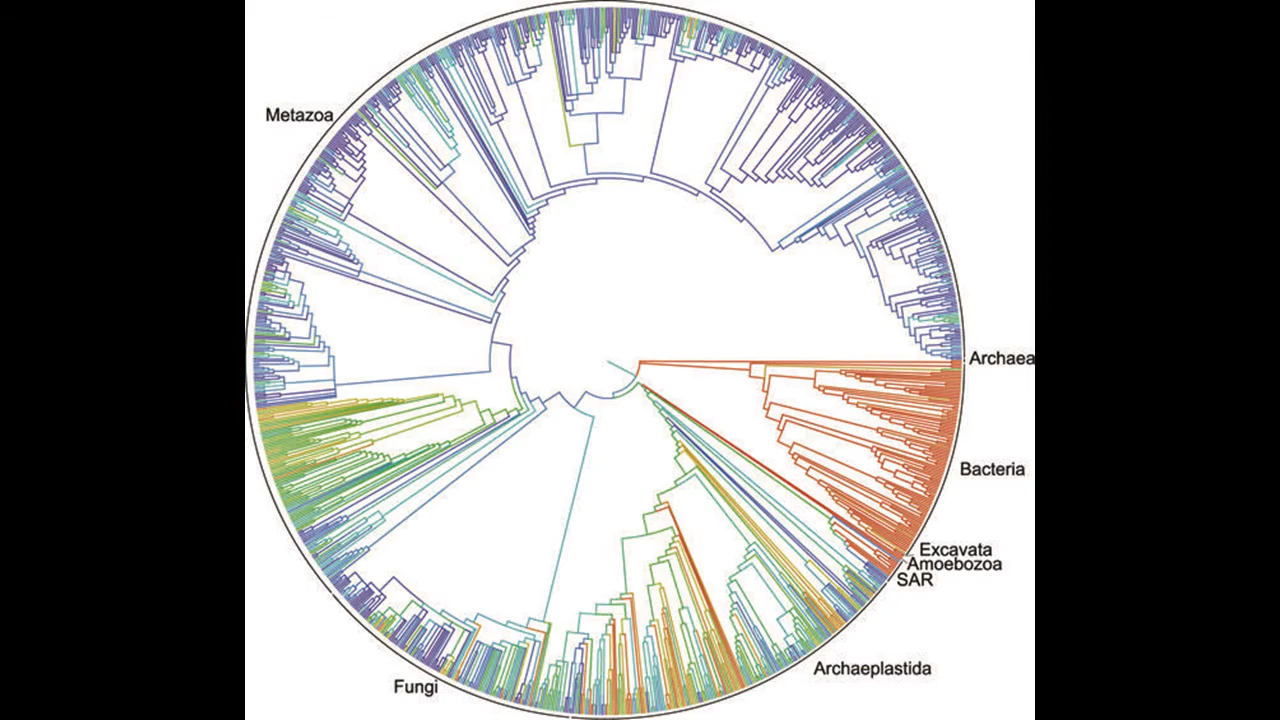 Metazoa
Archaea
Bacteria
Excavata
Amoebozoa
SAR
Archaeplastida
Fungi